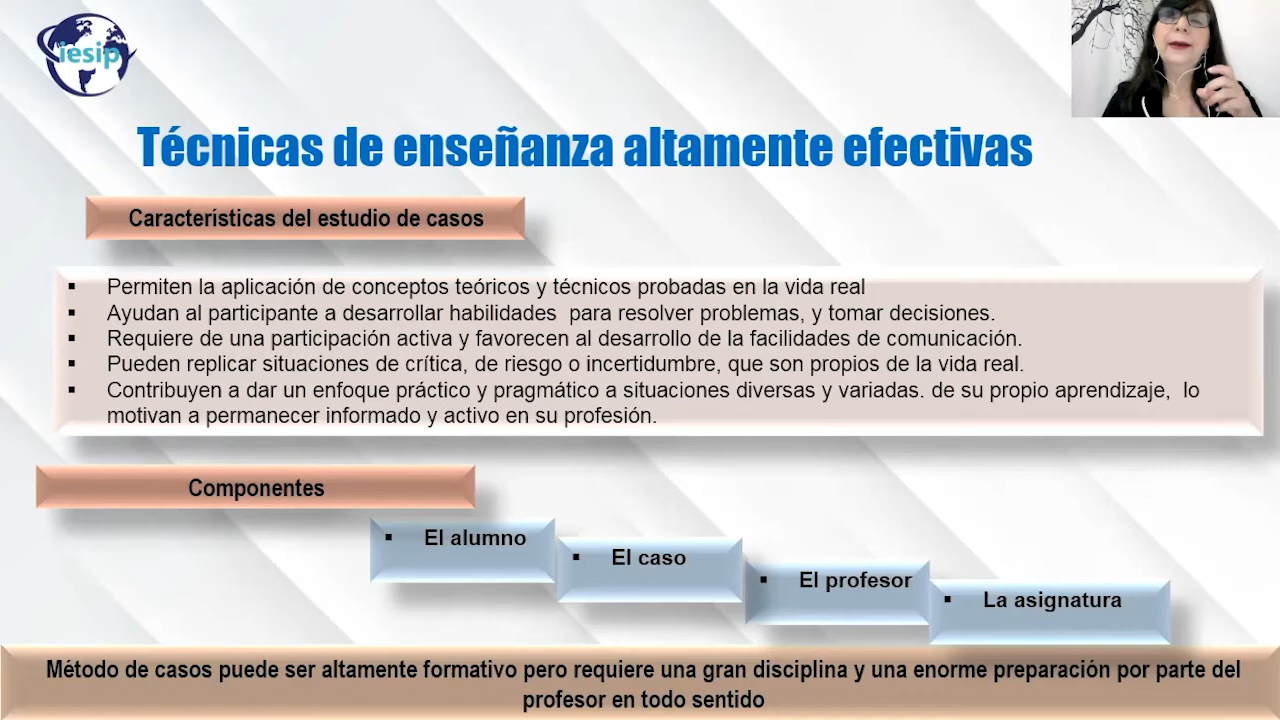 iesip
Técnicas de enseñanza altamente efectivas
Características del estudio de casos
▪ Permiten la aplicación de conceptos teóricos y técnicos probadas en la vida real
▪ Ayudan al participante a desarrollar habilidades para resolver problemas, y tomar decisiones.
▪ Requiere de una participación activa y favorecen al desarrollo de la facilidades de comunicación.
▪ Pueden replicar situaciones de crítica, de riesgo o incertidumbre, que son propios de la vida real.
▪ Contribuyen a dar un enfoque práctico y pragmático a situaciones diversas y variadas. de su propio aprendizaje, lo
motivan a permanecer informado y activo en su profesión.
Componentes
▪ El alumno
▪ El caso
▪ El profesor
▪ La asignatura
Método de casos puede ser altamente formativo pero requiere una gran disciplina y una enorme preparación por parte del
profesor en todo sentido